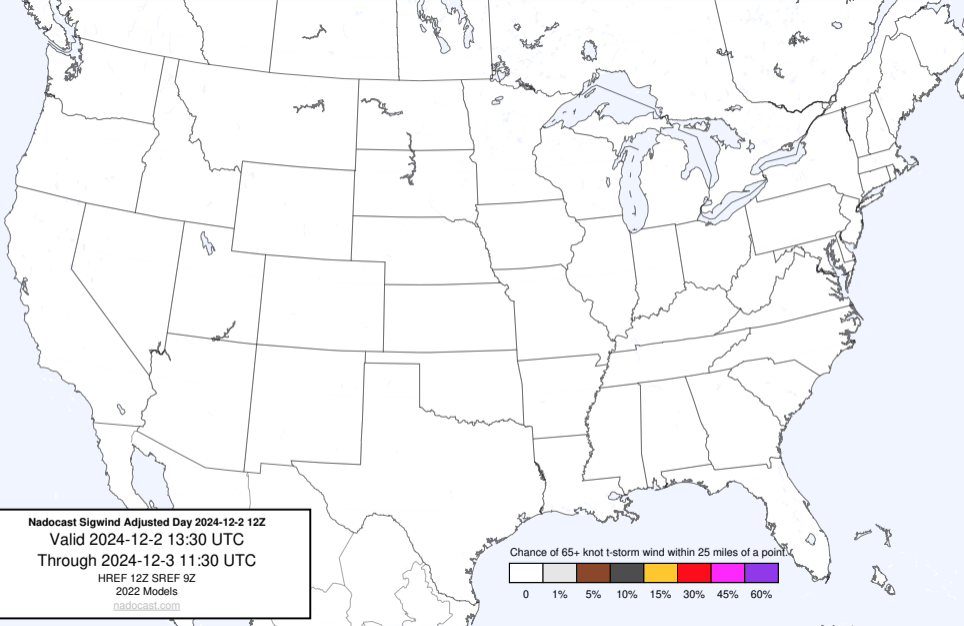 Nadocast Sigwind Adjusted Day 2024-12-2 12Z
Valid 2024-12-2 13:30 UTC
Through 2024-12-3 11:30 UTC
HREF 12Z SREF 9Z
2022 Models
nadocast.com
Chance of 65+ knot t-storm wind within 25 miles of a point.
0 1% 5% 10% 15% 30% 45% 60%